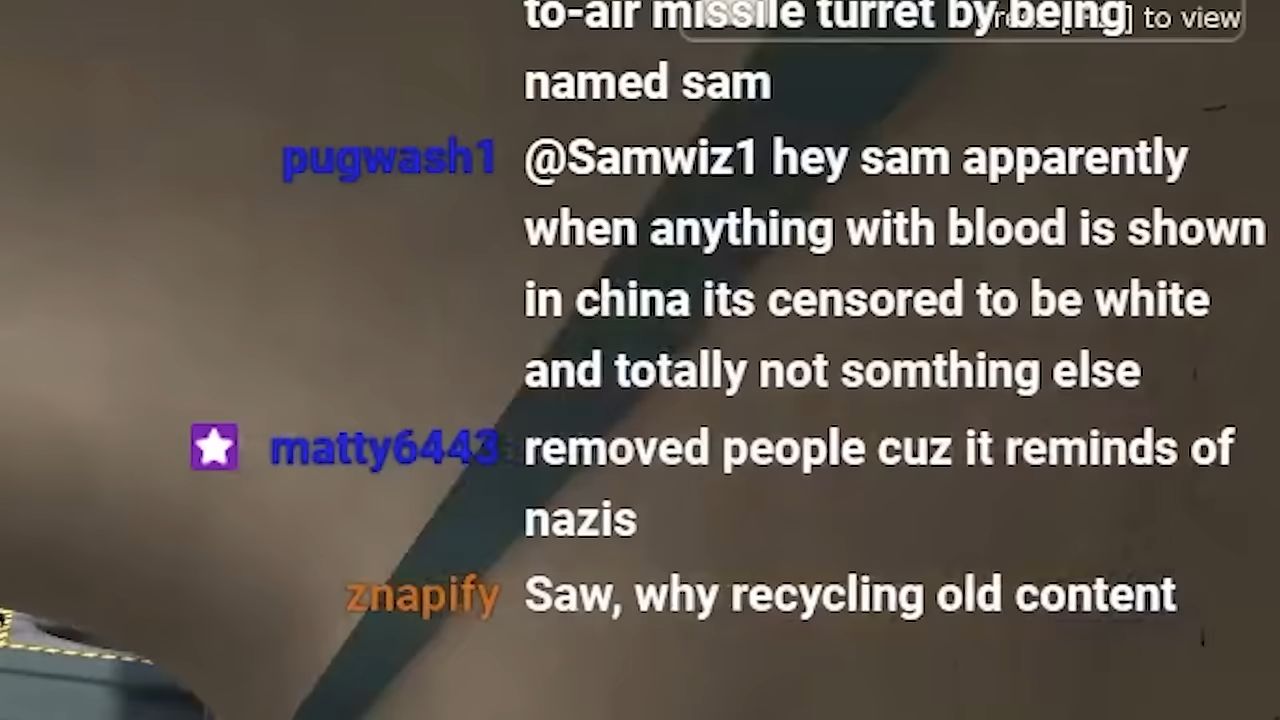 to-air missile turret by being
] to view
named sam
pugwash1 @Samwiz1 hey sam apparently
when anything with blood is shown
in china its censored to be white
and totally not somthing else
matty6443 removed people cuz it reminds of
nazis
znapify Saw, why recycling old content